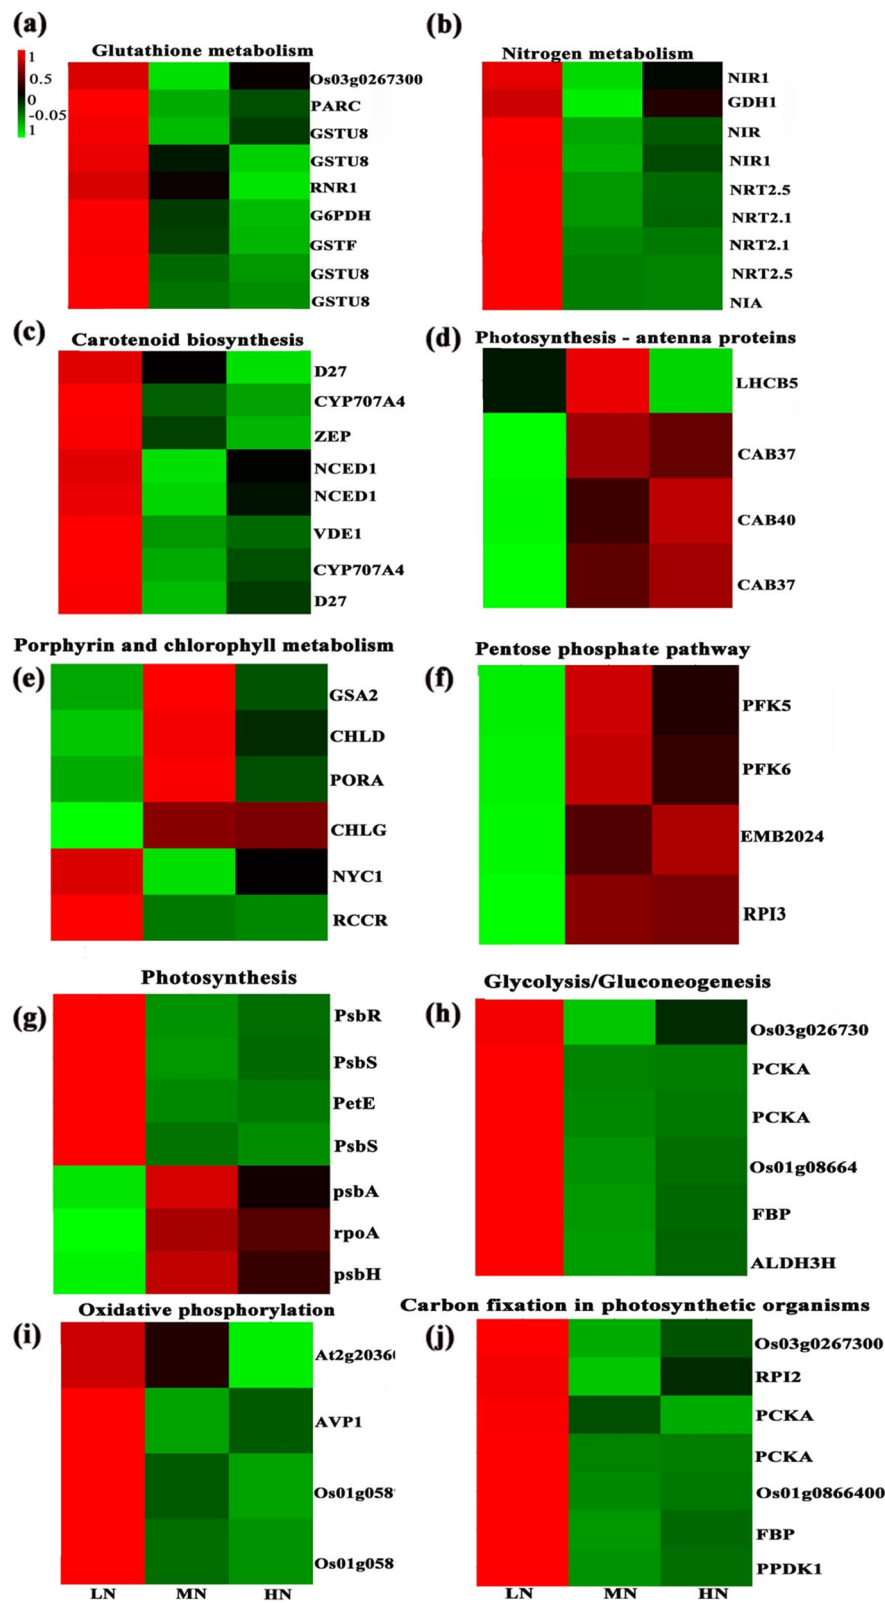 (a)
Glutathione metabolism
1
0.5
0
-0.05
1
Os03g0267300
PARC
GSTU8
GSTU8
RNR1
G6PDH
GSTF
GSTU8
GSTU8
(b)
Nitrogen metabolism
NIR1
GDH1
NIR
NIR1
NRT2.5
NRT2.1
NRT2.1
NRT2.5
NIA
(c)
Carotenoid biosynthesis
D27
CYP707A4
ZEP
NCED1
NCED1
VDE1
CYP707A4
D27
(d)
Photosynthesis - antenna proteins
LHCB5
CAB37
CAB40
CAB37
Porphyrin and chlorophyll metabolism
(e)
GSA2
CHLD
PORA
CHLG
NYC1
RCCR
Pentose phosphate pathway
(f)
PFK5
PFK6
EMB2024
RPI3
Photosynthesis
(g)
PsbR
PsbS
PetE
PsbS
psbA
rpoA
psbH
Glycolysis/Gluconeogenesis
(h)
Os03g026730
PCKA
PCKA
Os01g08664
FBP
ALDH3H
Oxidative phosphorylation
(i)
At2g2036
AVP1
Os01g058
Os01g058
LN MN HN
Carbon fixation in photosynthetic organisms
(j)
Os03g0267300
RPI2
PCKA
PCKA
Os01g0866400
FBP
PPDK1
LN MN HN